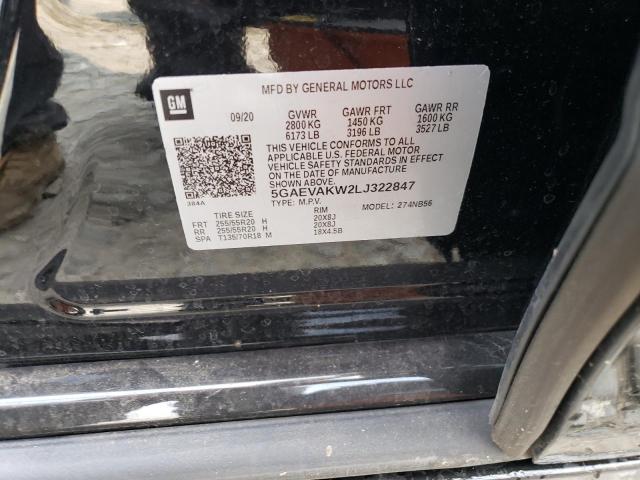 MFD BY GENERAL MOTORS LLC
GM
09/20
GVWR GAWR FRT GAWR RR
2800 KG 1450 KG 1600 KG
6173 LB 3196 LB 3527 LB
THIS VEHICLE CONFORMS TO ALL
APPLICABLE U.S. FEDERAL MOTOR
VEHICLE SAFETY STANDARDS IN EFFECT
ON THE DATE OF MANUFACTURE
384A
5GAEVAKW2LJ322847
TYPE: M.P.V. MODEL: 274NB56
TIRE SIZE RIM
FRT 255/55R20 H 20X8J
RR 255/55R20 H 20X8J
SPA T135/70R18 M 18X4.5B